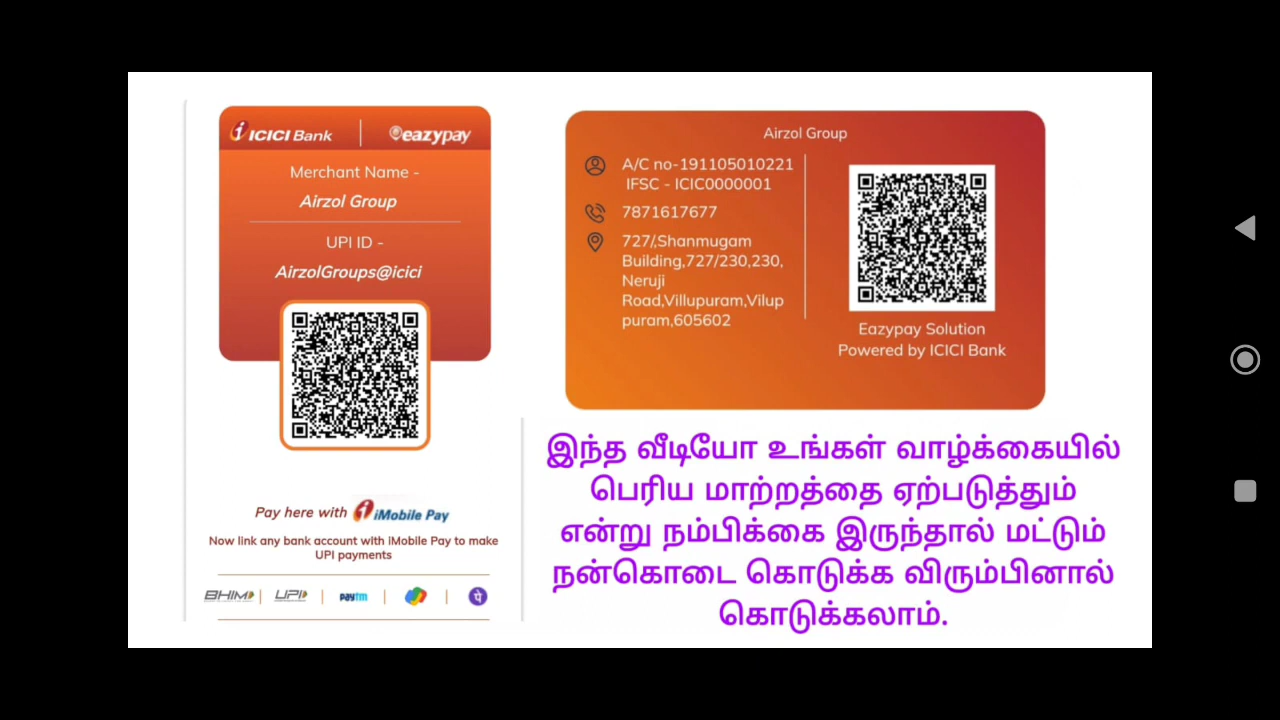 ICICI Bank | eazypay
Merchant Name -
Airzol Group
UPI ID -
AirzolGroups@icici
Pay here with iMobile Pay
Now link any bank account with iMobile Pay to make
UPI payments
BHIM | UPI | paytm | | पे
Airzol Group
A/C no-191105010221
IFSC - ICIC0000001
7871617677
727/,Shanmugam
Building,727/230,230,
Neruji
Road,Villupuram,Vilup
puram,605602
Eazypay Solution
Powered by ICICI Bank
இந்த வீடியோ உங்கள் வாழ்க்கையில்
பெரிய மாற்றத்தை ஏற்படுத்தும்
என்று நம்பிக்கை இருந்தால் மட்டும்
நன்கொடை கொடுக்க விரும்பினால்
கொடுக்கலாம்.